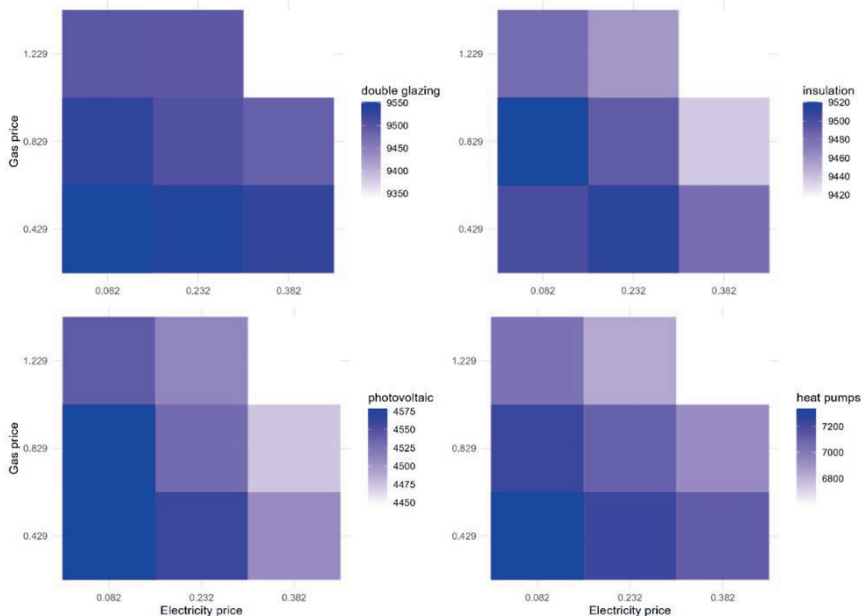 1.229
0.829
0.429
Gas price
0.082 0.232 0.382
double glazing
9550
9500
9450
9400
9350
1.229
0.829
0.429
0.082 0.232 0.382
insulation
9520
9500
9480
9460
9440
9420
1.229
0.829
0.429
Gas price
0.082 0.232 0.382
Electricity price
photovoltaic
4575
4550
4525
4500
4475
4450
1.229
0.829
0.429
0.082 0.232 0.382
Electricity price
heat pumps
7200
7000
6800